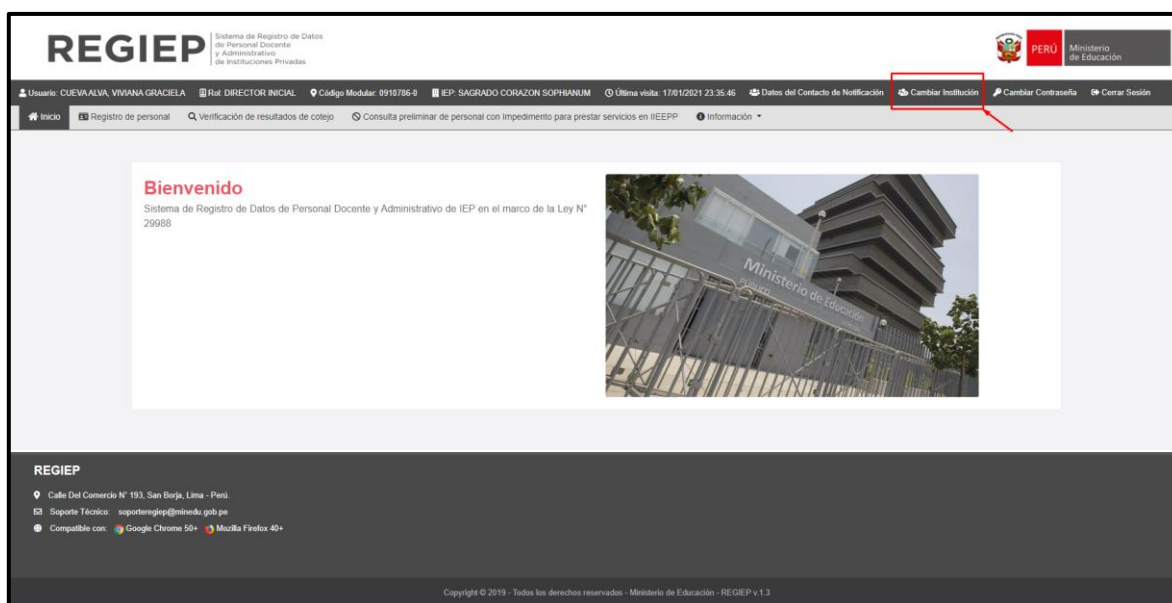 REGIEP
Sistema de Registro de Datos
de Personal Docente
y Administrativo
de Instituciones Privadas
PERÚ
Ministerio
de Educación
Usuario: CUEVA ALVA, VIVIANA GRACIELA Rol: DIRECTOR INICIAL Código Modular: 0910786-0 IEP: SAGRADO CORAZON SOPHIANUM Última visita: 17/01/2021 23:35:46 Datos del Contacto de Notificación Cambiar Institución Cambiar Contraseña Cerrar Sesión
Inicio Registro de personal Verificación de resultados de cotejo Consulta preliminar de personal con Impedimento para prestar servicios en IIEEPP Información
Bienvenido
Sistema de Registro de Datos de Personal Docente y Administrativo de IEP en el marco de la Ley N°
29988
Ministerio de Educación
REGIEP
Calle Del Comercio N° 193, San Borja, Lima - Perú.
Soporte Técnico: soporteregiep@minedu.gob.pe
Compatible con: Google Chrome 50+ Mozilla Firefox 40+
Copyright © 2019 - Todos los derechos reservados - Ministerio de Educación - REGIEP v.1.3